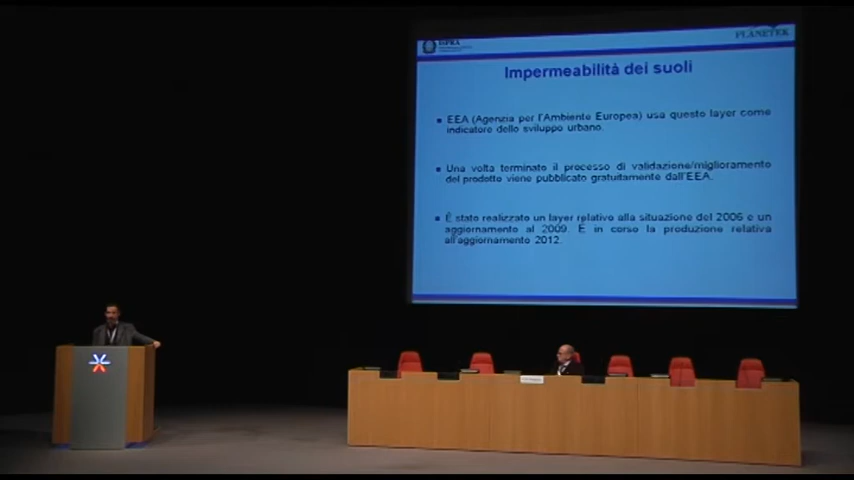 ISPRA
PLANETEK
Impermeabilità dei suoli
EEA (Agenzia per l'Ambiente Europea) usa questo layer come
indicatore dello sviluppo urbano.
Una volta terminato il processo di validazione/miglioramento
del prodotto viene pubblicato gratuitamente dall'EEA.
È stato realizzato un layer relativo alla situazione del 2006 e un
aggiornamento al 2009. È in corso la produzione relativa
all'aggiornamento 2012.